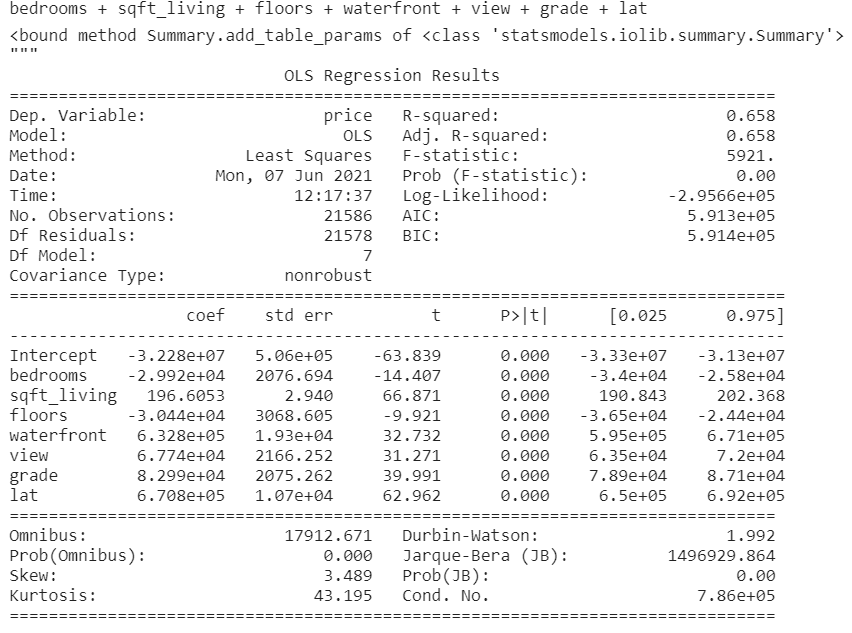 bedrooms + sqft_living + floors + waterfront + view + grade + lat
<bound method Summary.add_table_params of <class 'statsmodels.iolib.summary.Summary'>
"""
                            OLS Regression Results
==============================================================================
Dep. Variable:                  price   R-squared:                       0.658
Model:                            OLS   Adj. R-squared:                  0.658
Method:                 Least Squares   F-statistic:                     5921.
Date:                Mon, 07 Jun 2021   Prob (F-statistic):               0.00
Time:                        12:17:37   Log-Likelihood:            -2.9566e+05
No. Observations:               21586   AIC:                         5.913e+05
Df Residuals:                   21578   BIC:                         5.914e+05
Df Model:                           7
Covariance Type:            nonrobust
===============================================================================
                  coef    std err          t      P>|t|      [0.025      0.975]
-------------------------------------------------------------------------------
Intercept   -3.228e+07   5.06e+05    -63.839      0.000   -3.33e+07   -3.13e+07
bedrooms    -2.992e+04   2076.694    -14.407      0.000    -3.4e+04   -2.58e+04
sqft_living   196.6053      2.940     66.871      0.000     190.843     202.368
floors      -3.044e+04   3068.605     -9.921      0.000   -3.65e+04   -2.44e+04
waterfront   6.328e+05   1.93e+04     32.732      0.000    5.95e+05    6.71e+05
view         6.774e+04   2166.252     31.271      0.000    6.35e+04     7.2e+04
grade        8.299e+04   2075.262     39.991      0.000    7.89e+04    8.71e+04
lat          6.708e+05   1.07e+04     62.962      0.000     6.5e+05    6.92e+05
==============================================================================
Omnibus:                    17912.671   Durbin-Watson:                   1.992
Prob(Omnibus):                  0.000   Jarque-Bera (JB):          1496929.864
Skew:                           3.489   Prob(JB):                         0.00
Kurtosis:                      43.195   Cond. No.                     7.86e+05
==============================================================================